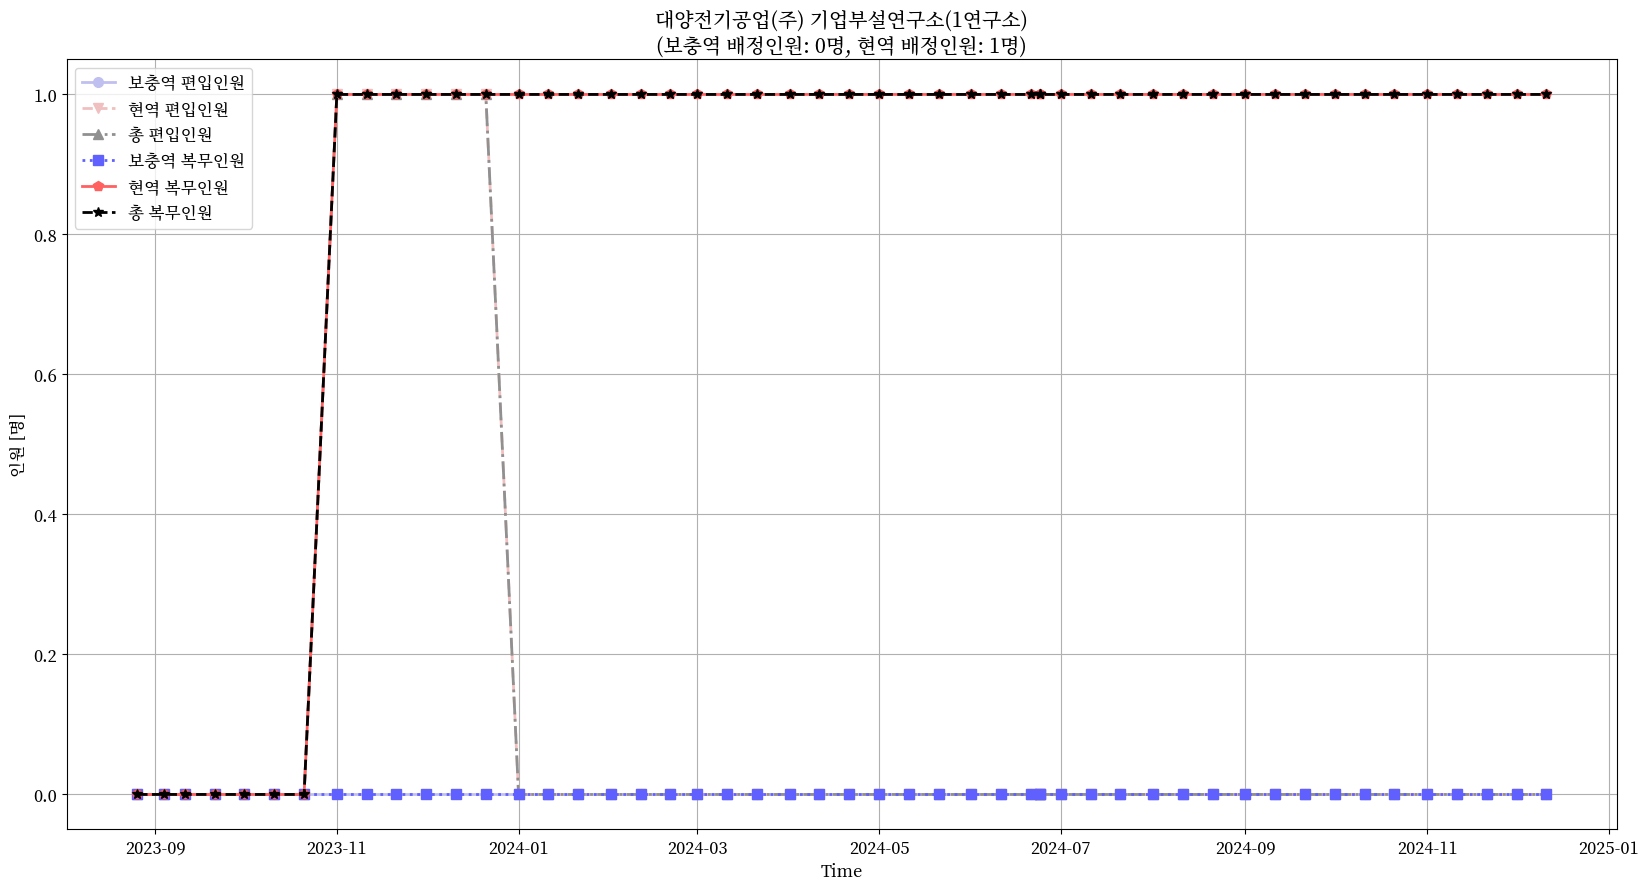 대양전기공업(주) 기업부설연구소(1연구소)
(보충역 배정인원: 0명, 현역 배정인원: 1명)
보충역 편입인원
현역 편입인원
총 편입인원
보충역 복무인원
현역 복무인원
총 복무인원
1.0
0.8
0.6
0.4
0.2
0.0
인원 [명]
2023-09
2023-11
2024-01
2024-03
2024-05
2024-07
2024-09
2024-11
2025-01
Time